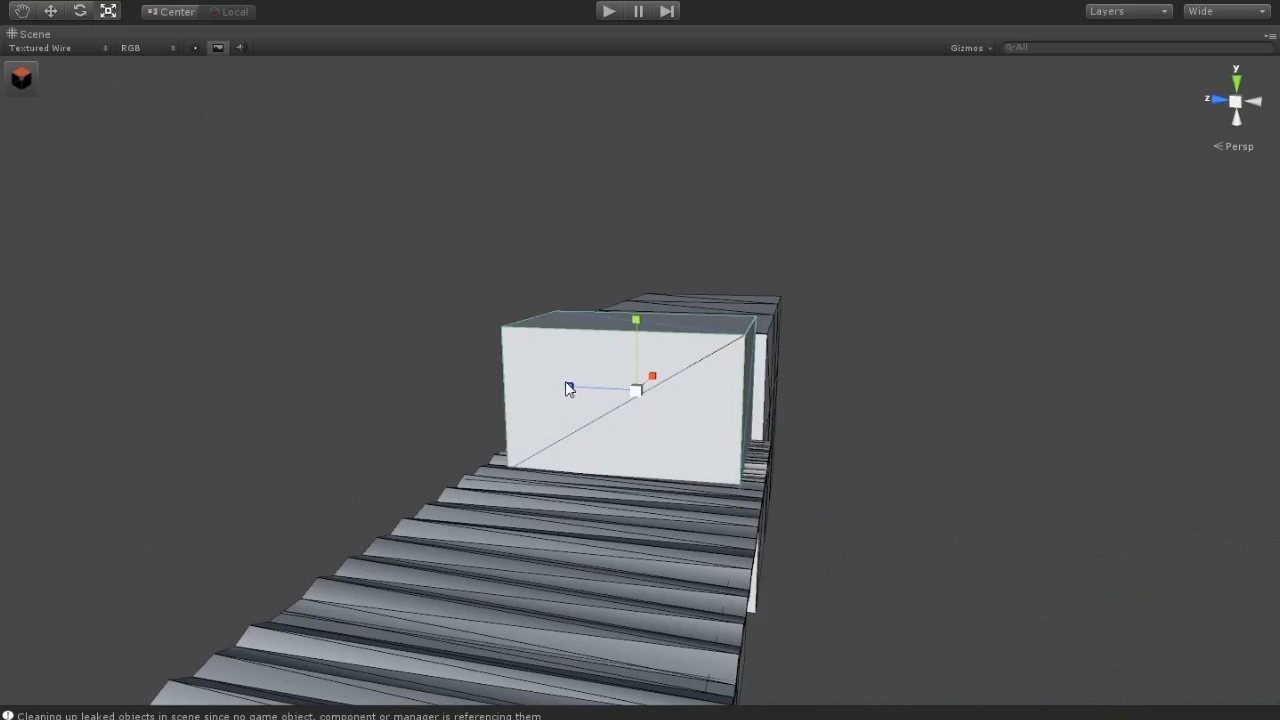 Center Local Layers Wide
Scene
Textured Wire RGB Gizmos All
y
z
Persp
Cleaning up leaked objects in scene since no game object, component or manager is referencing them